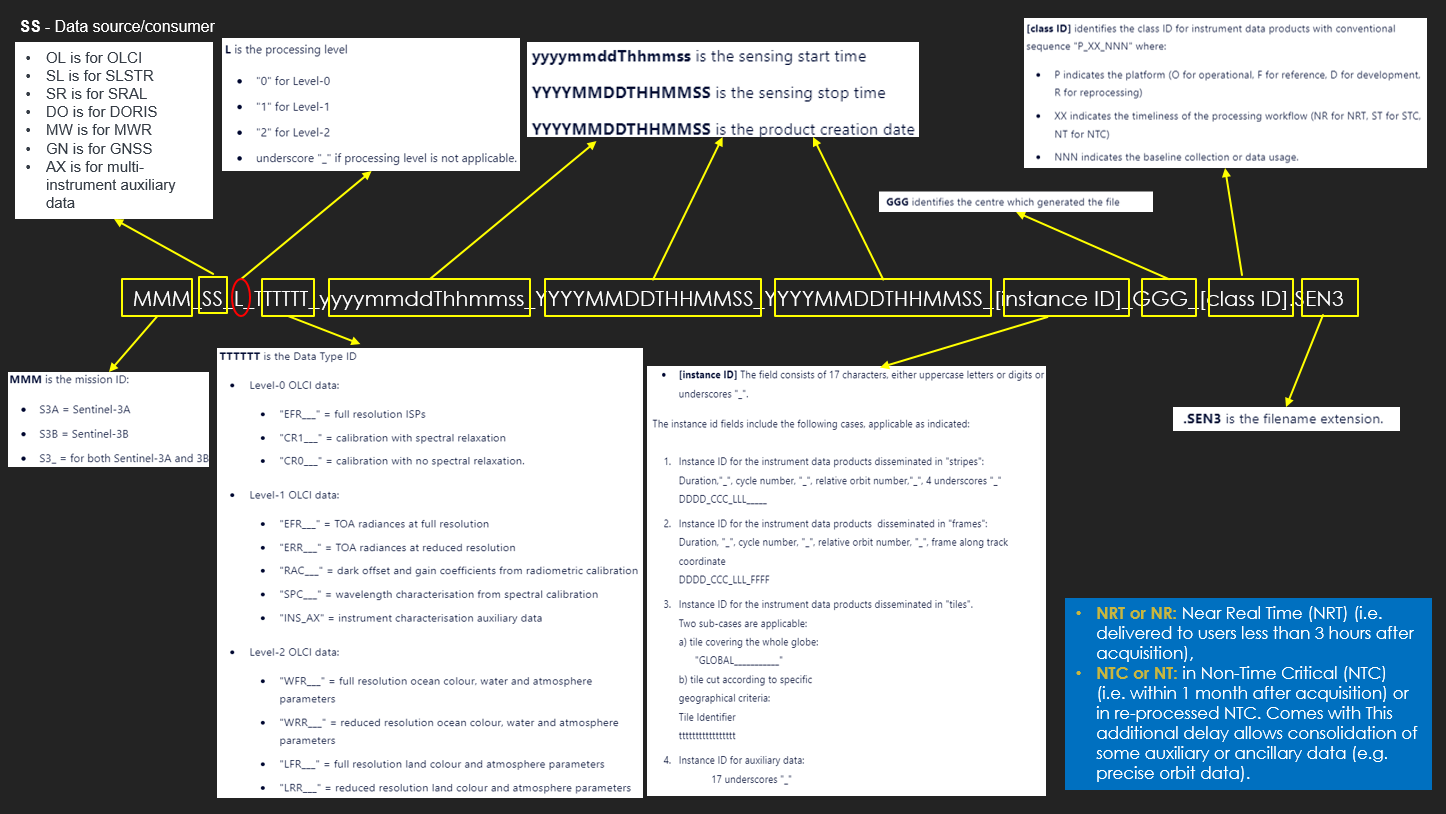 SS - Data source/consumer
• OL is for OLCI
• SL is for SLSTR
• SR is for SRAL
• DO is for DORIS
• MW is for MWR
• GN is for GNSS
• AX is for multi-
instrument auxiliary
data
L is the processing level
• "0" for Level-0
• "1" for Level-1
• "2" for Level-2
• underscore "_" if processing level is not applicable.
yyyymmddThhmmss is the sensing start time
YYYYMMDDTHHMMSS is the sensing stop time
YYYYMMDDTHHMMSS is the product creation date
[class ID] identifies the class ID for instrument data products with conventional
sequence "P_XX_NNN" where:
• P indicates the platform (O for operational, F for reference, D for development,
R for reprocessing)
• XX indicates the timeliness of the processing workflow (NR for NRT, ST for STC,
NT for NTC)
• NNN indicates the baseline collection or data usage.
GGG identifies the centre which generated the file
MMM_SS_L_TTTTTT_yyyymmddThhmmss_YYYYMMDDTHHMMSS_YYYYMMDDTHHMMSS_[instance ID]_GGG_[class ID].SEN3
MMM is the mission ID:
• S3A = Sentinel-3A
• S3B = Sentinel-3B
• S3_ = for both Sentinel-3A and 3B
TTTTTT is the Data Type ID
• Level-0 OLCI data:
• "EFR___" = full resolution ISPs
• "CR1___" = calibration with spectral relaxation
• "CR0___" = calibration with no spectral relaxation.
• Level-1 OLCI data:
• "EFR___" = TOA radiances at full resolution
• "ERR___" = TOA radiances at reduced resolution
• "RAC___" = dark offset and gain coefficients from radiometric calibration
• "SPC___" = wavelength characterisation from spectral calibration
• "INS_AX" = instrument characterisation auxiliary data
• Level-2 OLCI data:
• "WFR___" = full resolution ocean colour, water and atmosphere
parameters
• "WRR___" = reduced resolution ocean colour, water and atmosphere
parameters
• "LFR___" = full resolution land colour and atmosphere parameters
• "LRR___" = reduced resolution land colour and atmosphere parameters
• [instance ID] The field consists of 17 characters, either uppercase letters or digits or
underscores "_".
The instance id fields include the following cases, applicable as indicated:
1. Instance ID for the instrument data products disseminated in "stripes":
Duration,"_", cycle number, "_", relative orbit number,"_", 4 underscores "_"
DDDD_CCC_LLL_____
2. Instance ID for the instrument data products disseminated in "frames":
Duration, "_", cycle number, "_", relative orbit number, "_", frame along track
coordinate
DDDD_CCC_LLL_FFFF
3. Instance ID for the instrument data products disseminated in "tiles".
Two sub-cases are applicable:
a) tile covering the whole globe:
"GLOBAL___________"
b) tile cut according to specific
geographical criteria:
Tile Identifier
ttttttttttttttttt
4. Instance ID for auxiliary data:
17 underscores "_"
.SEN3 is the filename extension.
• NRT or NR: Near Real Time (NRT) (i.e.
delivered to users less than 3 hours after
acquisition),
• NTC or NT: in Non-Time Critical (NTC)
(i.e. within 1 month after acquisition) or
in re-processed NTC. Comes with This
additional delay allows consolidation of
some auxiliary or ancillary data (e.g.
precise orbit data).